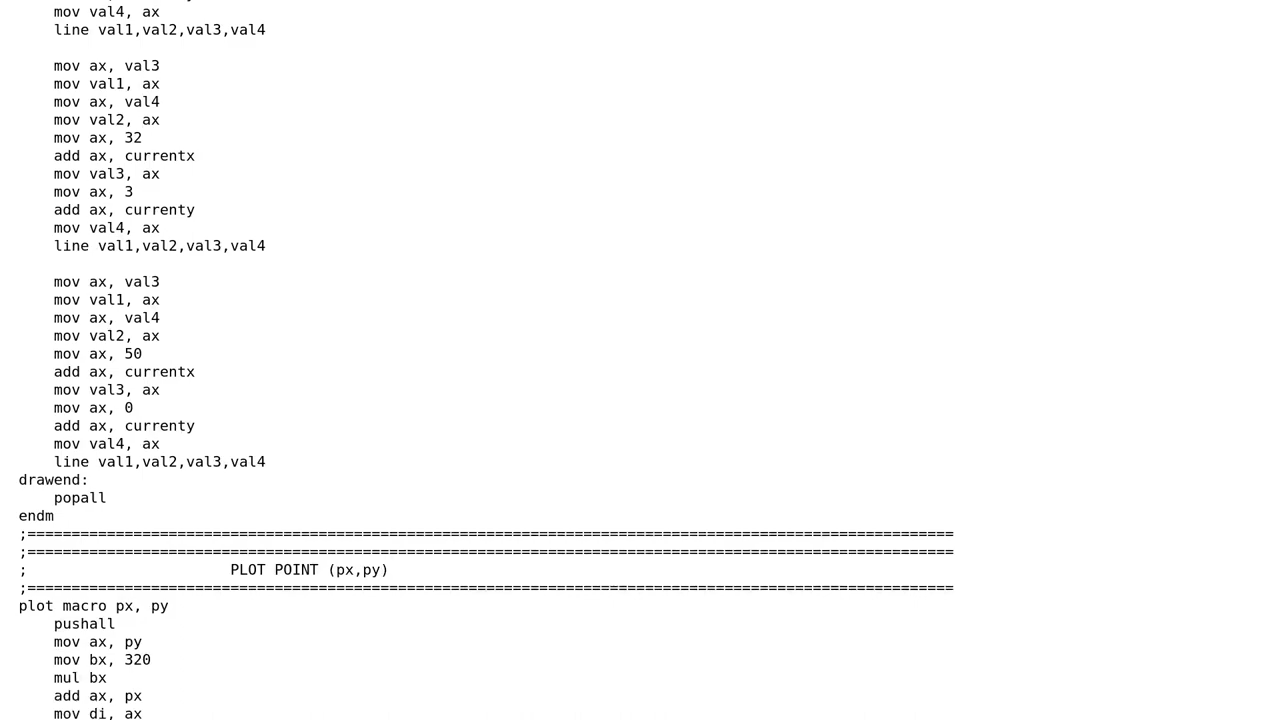 mov val4, ax
    line val1,val2,val3,val4

    mov ax, val3
    mov val1, ax
    mov ax, val4
    mov val2, ax
    mov ax, 32
    add ax, currentx
    mov val3, ax
    mov ax, 3
    add ax, currenty
    mov val4, ax
    line val1,val2,val3,val4

    mov ax, val3
    mov val1, ax
    mov ax, val4
    mov val2, ax
    mov ax, 50
    add ax, currentx
    mov val3, ax
    mov ax, 0
    add ax, currenty
    mov val4, ax
    line val1,val2,val3,val4
drawend:
    popall
endm
;=========================================================================================================
;=========================================================================================================
;                       PLOT POINT (px,py)
;=========================================================================================================
plot macro px, py
    pushall
    mov ax, py
    mov bx, 320
    mul bx
    add ax, px
    mov di, ax